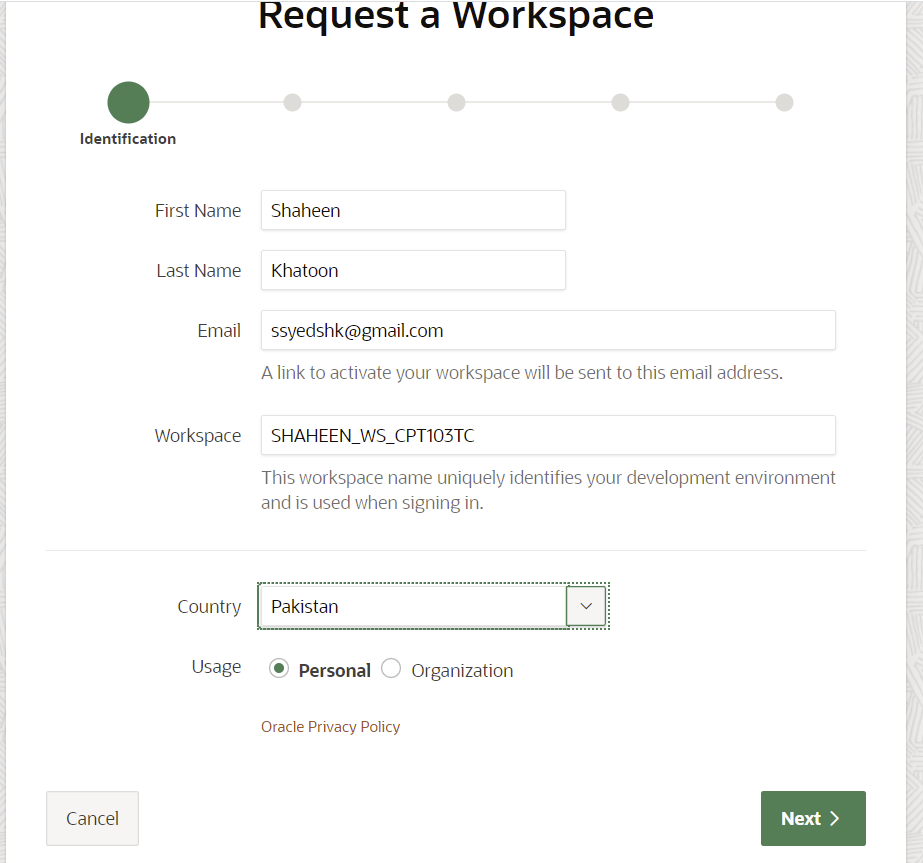 Request a Workspace
Identification
First Name Shaheen
Last Name Khatoon
Email ssyedshk@gmail.com
A link to activate your workspace will be sent to this email address.
Workspace SHAHEEN_WS_CPT103TC
This workspace name uniquely identifies your development environment
and is used when signing in.
Country Pakistan
Usage Personal Organization
Oracle Privacy Policy
Cancel Next